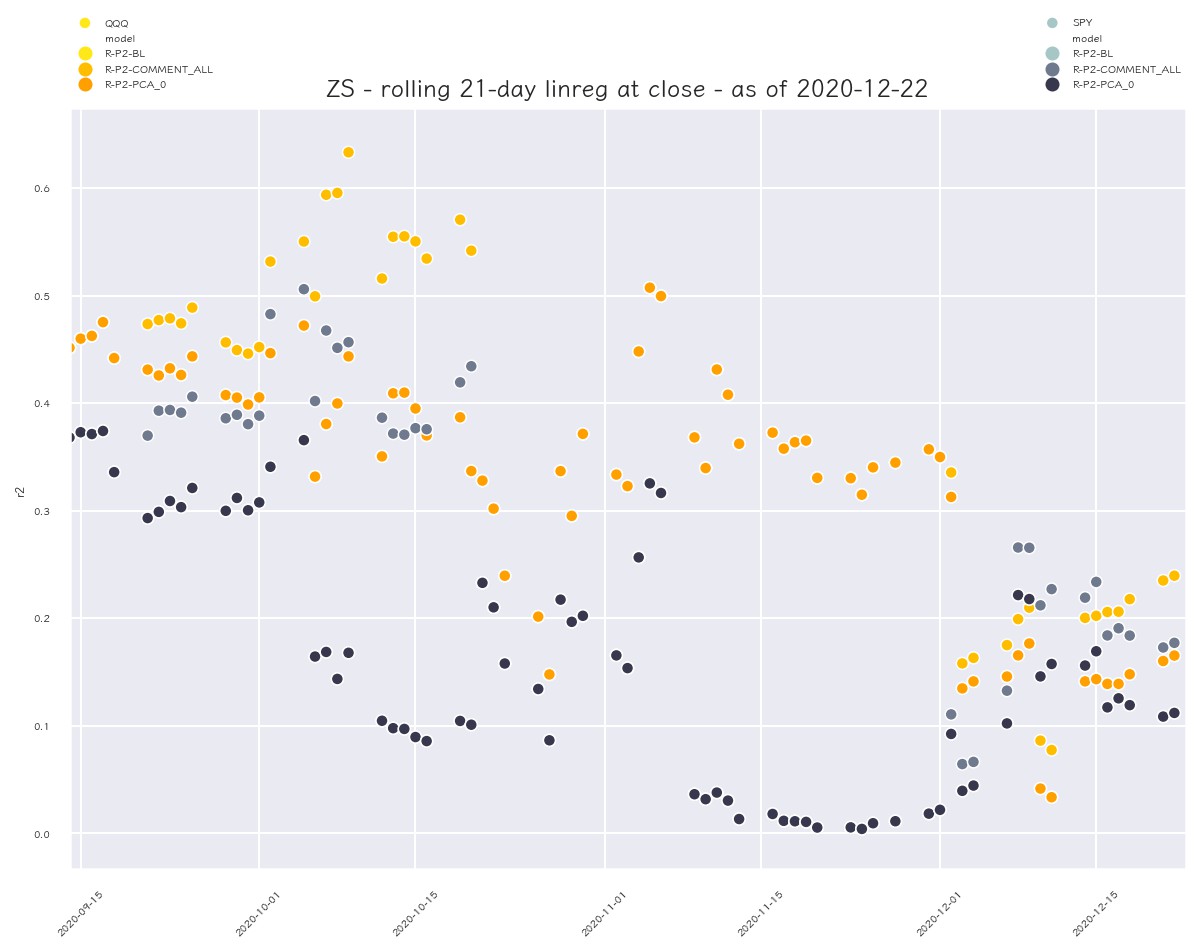 QQQ
model
R-P2-BL
R-P2-COMMENT_ALL
R-P2-PCA_0
SPY
model
R-P2-BL
R-P2-COMMENT_ALL
R-P2-PCA_0
ZS - rolling 21-day linreg at close - as of 2020-12-22
r2
0.6
0.5
0.4
0.3
0.2
0.1
0.0
2020-09-15
2020-10-01
2020-10-15
2020-11-01
2020-11-15
2020-12-01
2020-12-15